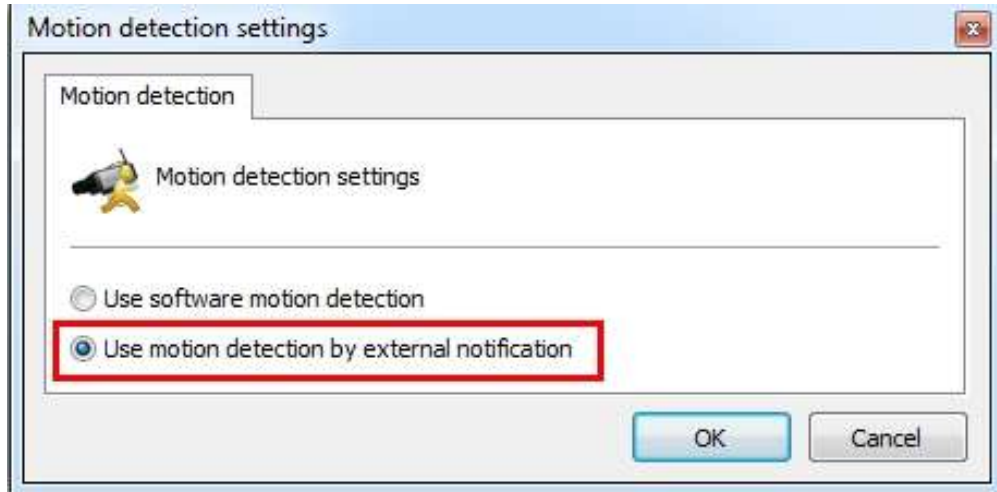 Motion detection settings
Motion detection
Motion detection settings
Use software motion detection
Use motion detection by external notification
OK
Cancel